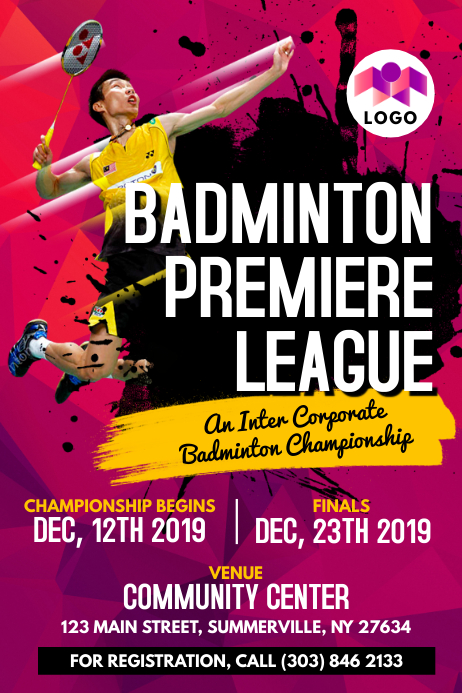 LOGO
BADMINTON
PREMIERE
LEAGUE
An Inter Corporate
Badminton Championship
CHAMPIONSHIP BEGINS
DEC, 12TH 2019
FINALS
DEC, 23TH 2019
VENUE
COMMUNITY CENTER
123 MAIN STREET, SUMMERVILLE, NY 27634
FOR REGISTRATION, CALL (303) 846 2133